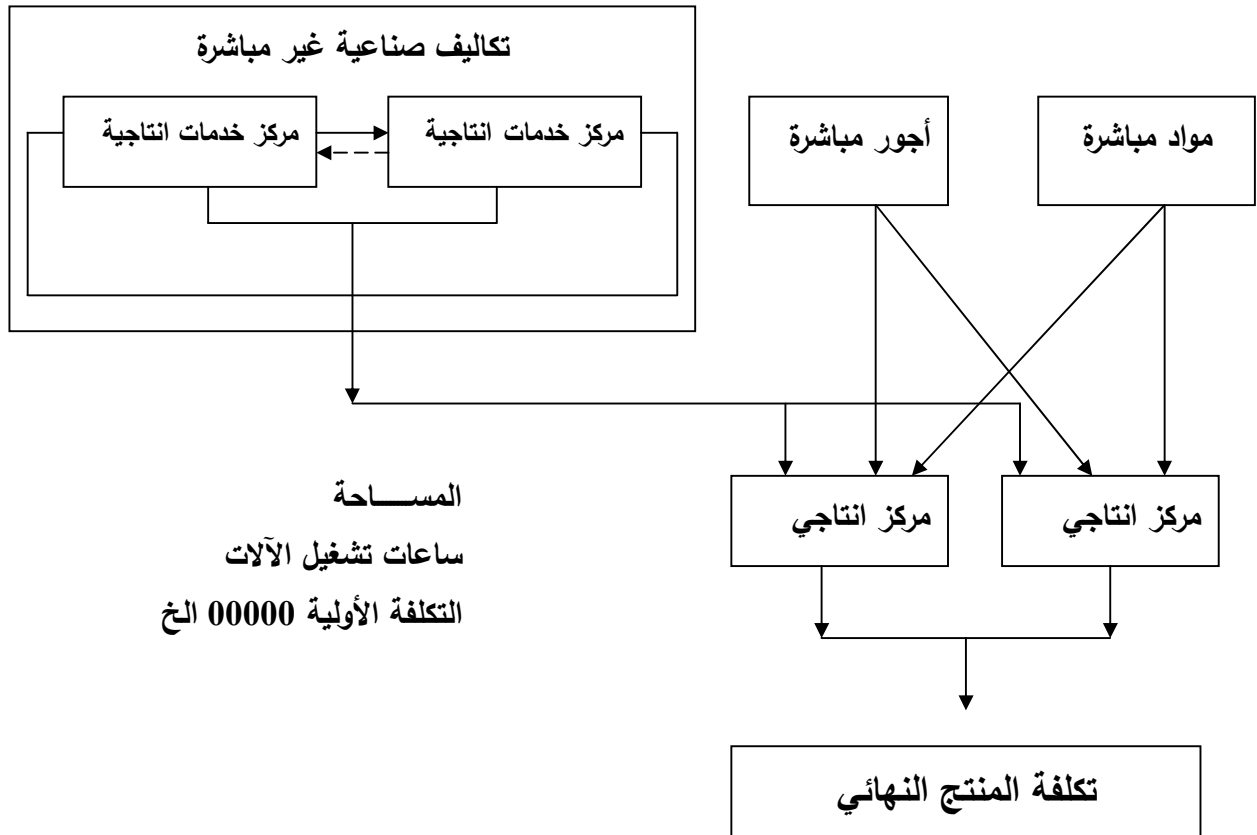 تكاليف صناعية غير مباشرة
مواد مباشرة
أجور مباشرة
مركز خدمات انتاجية
مركز خدمات انتاجية
مركز انتاجي
مركز انتاجي
المســـــاحة
ساعات تشغيل الآلات
التكلفة الأولية 00000 الخ
تكلفة المنتج النهائي